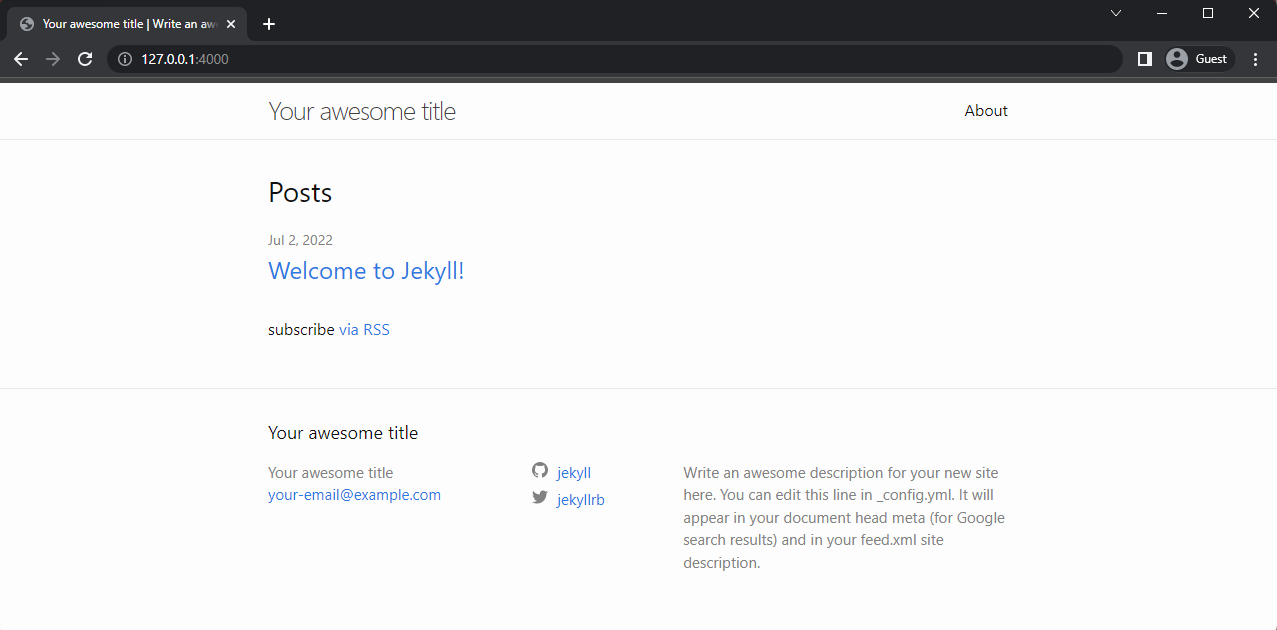 Your awesome title | Write an aw
127.0.0.1:4000
Guest
Your awesome title
About
Posts
Jul 2, 2022
Welcome to Jekyll!
subscribe via RSS
Your awesome title
Your awesome title
your-email@example.com
jekyll
jekyllrb
Write an awesome description for your new site
here. You can edit this line in _config.yml. It will
appear in your document head meta (for Google
search results) and in your feed.xml site
description.